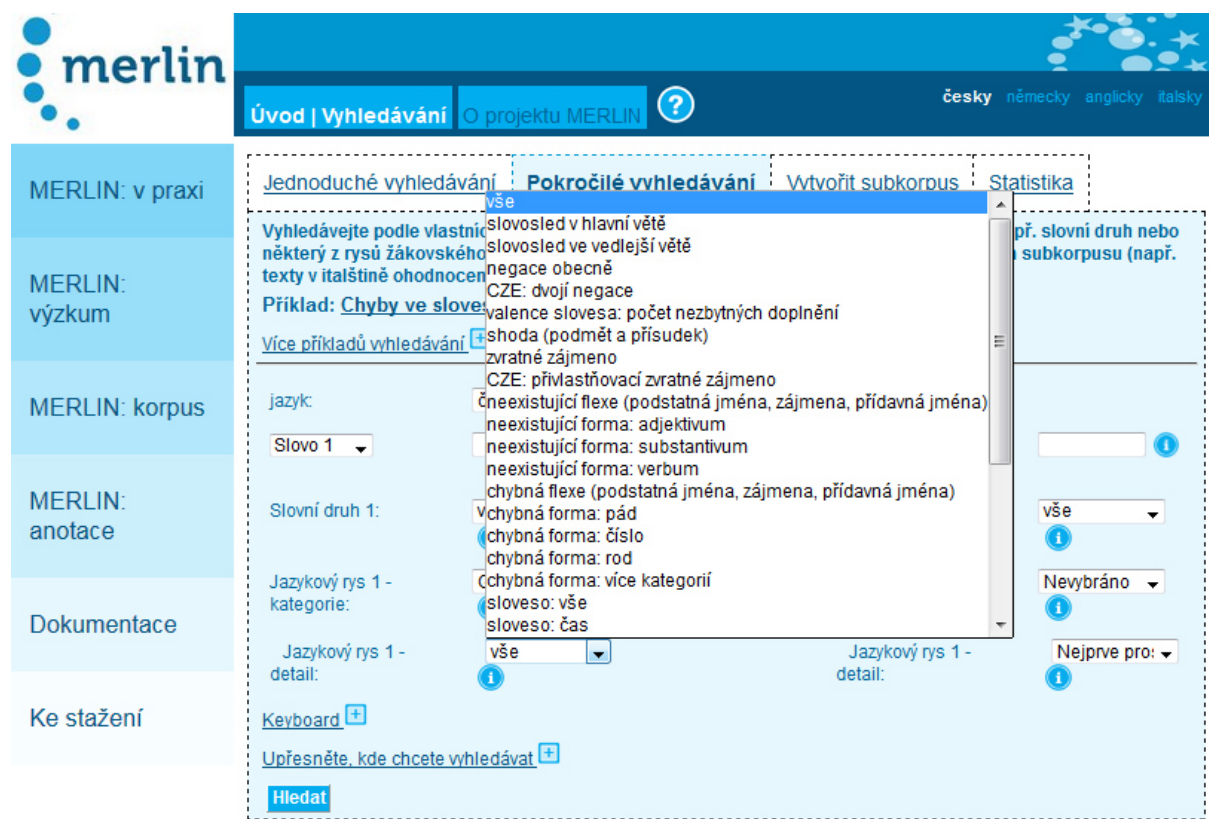 merlin
Úvod | Vyhledávání O projektu MERLIN ?
česky německy anglicky italsky
MERLIN: v praxi
MERLIN:
výzkum
MERLIN: korpus
MERLIN:
anotace
Dokumentace
Ke stažení
Jednoduché vyhledávání Pokročilé vyhledávání Vytvořit subkorpus Statistika
Vyhledávejte podle
př. slovní druh nebo
některý z rysů žákovského
subkorpusu (např.
texty v italštině
Příklad: Chyby ve
Více příkladů vyhledávání
vše
slovosled v hlavní větě
slovosled ve vedlejší větě
negace obecně
CZE: dvojí negace
valence slovesa: počet nezbytných doplnění
shoda (podmět a přísudek)
zvratné zájmeno
CZE: přivlastňovací zvratné zájmeno
neexistující flexe (podstatná jména, zájmena, přídavná jména)
neexistující forma: adjektivum
neexistující forma: substantivum
neexistující forma: verbum
chybná flexe (podstatná jména, zájmena, přídavná jména)
chybná forma: pád
chybná forma: číslo
chybná forma: rod
chybná forma: více kategorií
sloveso: vše
sloveso: čas
jazyk:
Slovo 1
Slovní druh 1:
vše
Jazykový rys 1 -
kategorie:
Nevybráno
Jazykový rys 1 -
detail:
vše
Jazykový rys 1 -
detail:
Nejprve pro
Keyboard
Upřesněte, kde chcete vyhledávat
Hledat